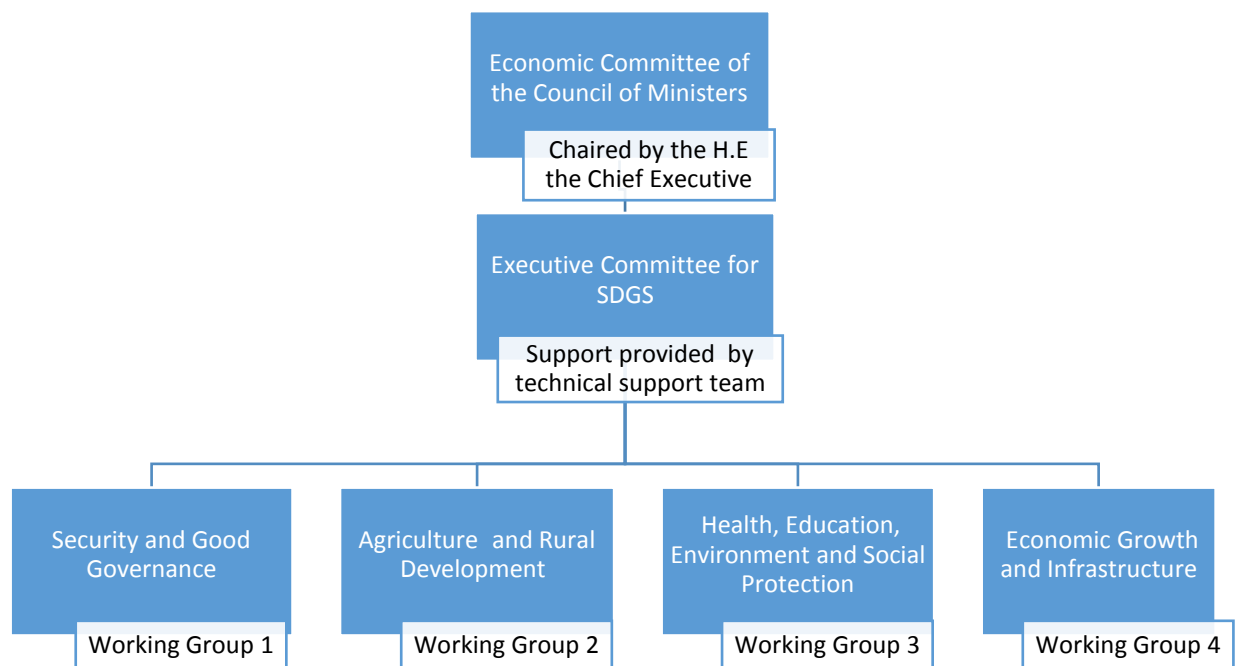 Economic Committee of
the Council of Ministers
Chaired by the H.E
the Chief Executive
Executive Committee for
SDGS
Support provided by
technical support team
Security and Good
Governance
Working Group 1
Agriculture and Rural
Development
Working Group 2
Health, Education,
Environment and Social
Protection
Working Group 3
Economic Growth
and Infrastructure
Working Group 4